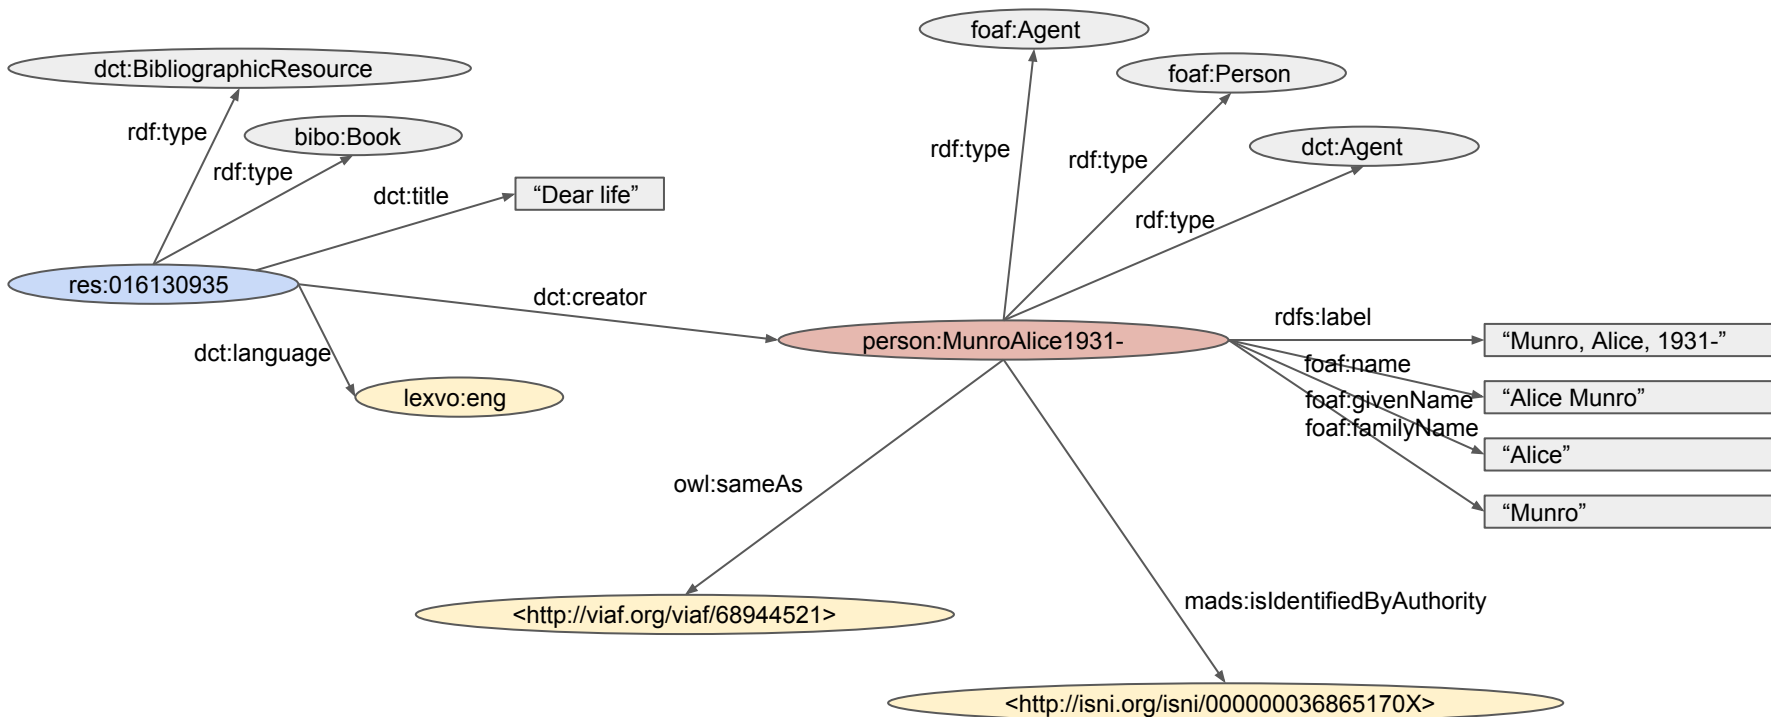 foaf:Agent
dct:BibliographicResource
foaf:Person
rdf:type
bibo:Book
rdf:type
rdf:type
rdf:type
dct:Agent
dct:title
“Dear life”
rdf:type
res:016130935
dct:creator
dct:language
person:MunroAlice1931-
rdfs:label
“Munro, Alice, 1931-”
foaf:name
“Alice Munro”
foaf:givenName
foaf:familyName
“Alice”
“Munro”
lexvo:eng
owl:sameAs
<http://viaf.org/viaf/68944521>
mads:isIdentifiedByAuthority
<http://isni.org/isni/000000036865170X>